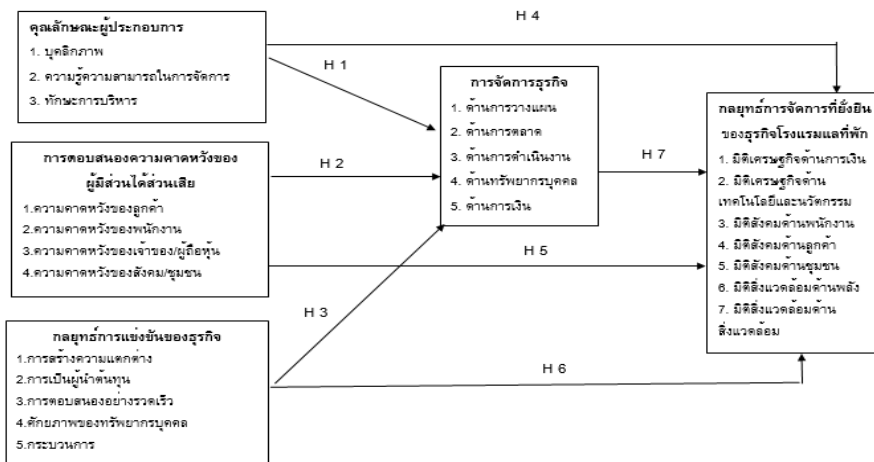 H 4
คุณลักษณะผู้ประกอบการ
1. บุคลิกภาพ
2. ความรู้ความสามารถในการจัดการ
3. ทักษะการบริหาร
H 1
การจัดการธุรกิจ
1. ด้านการวางแผน
2. ด้านการตลาด
3. ด้านการดำเนินงาน
4. ด้านทรัพยากรบุคคล
5. ด้านการเงิน
กลยุทธ์การจัดการที่ยั่งยืน
ของธุรกิจโรงแรมแลที่พัก
1. มิติเศรษฐกิจด้านการเงิน
2. มิติเศรษฐกิจด้าน
เทคโนโลยีและนวัตกรรม
3. มิติสังคมด้านพนักงาน
4. มิติสังคมด้านลูกค้า
5. มิติสังคมด้านชุมชน
6. มิติสิ่งแวดล้อมด้านพลัง
7. มิติสิ่งแวดล้อมด้าน
สิ่งแวดล้อม
การตอบสนองความคาดหวังของ
ผู้มีส่วนได้ส่วนเสีย
1.ความคาดหวังของลูกค้า
2.ความคาดหวังของพนักงาน
3.ความคาดหวังของเจ้าของ/ผู้ถือหุ้น
4.ความคาดหวังของสังคม/ชุมชน
H 2
H 7
H 5
H 3
กลยุทธ์การแข่งขันของธุรกิจ
1.การสร้างความแตกต่าง
2.การเป็นผู้นำต้นทุน
3.การตอบสนองอย่างรวดเร็ว
4.ศักยภาพของทรัพยากรบุคคล
5.กระบวนการ
H 6